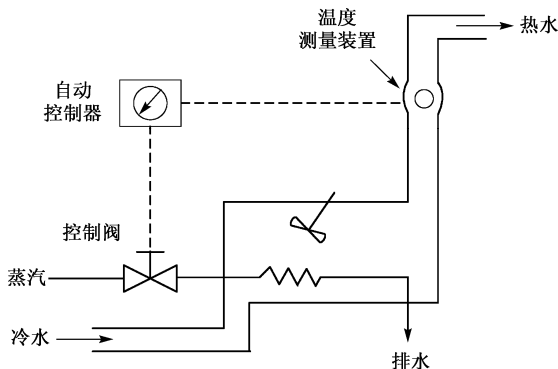 温度
测量装置
热水
自动
控制器
控制阀
蒸汽
冷水
排水